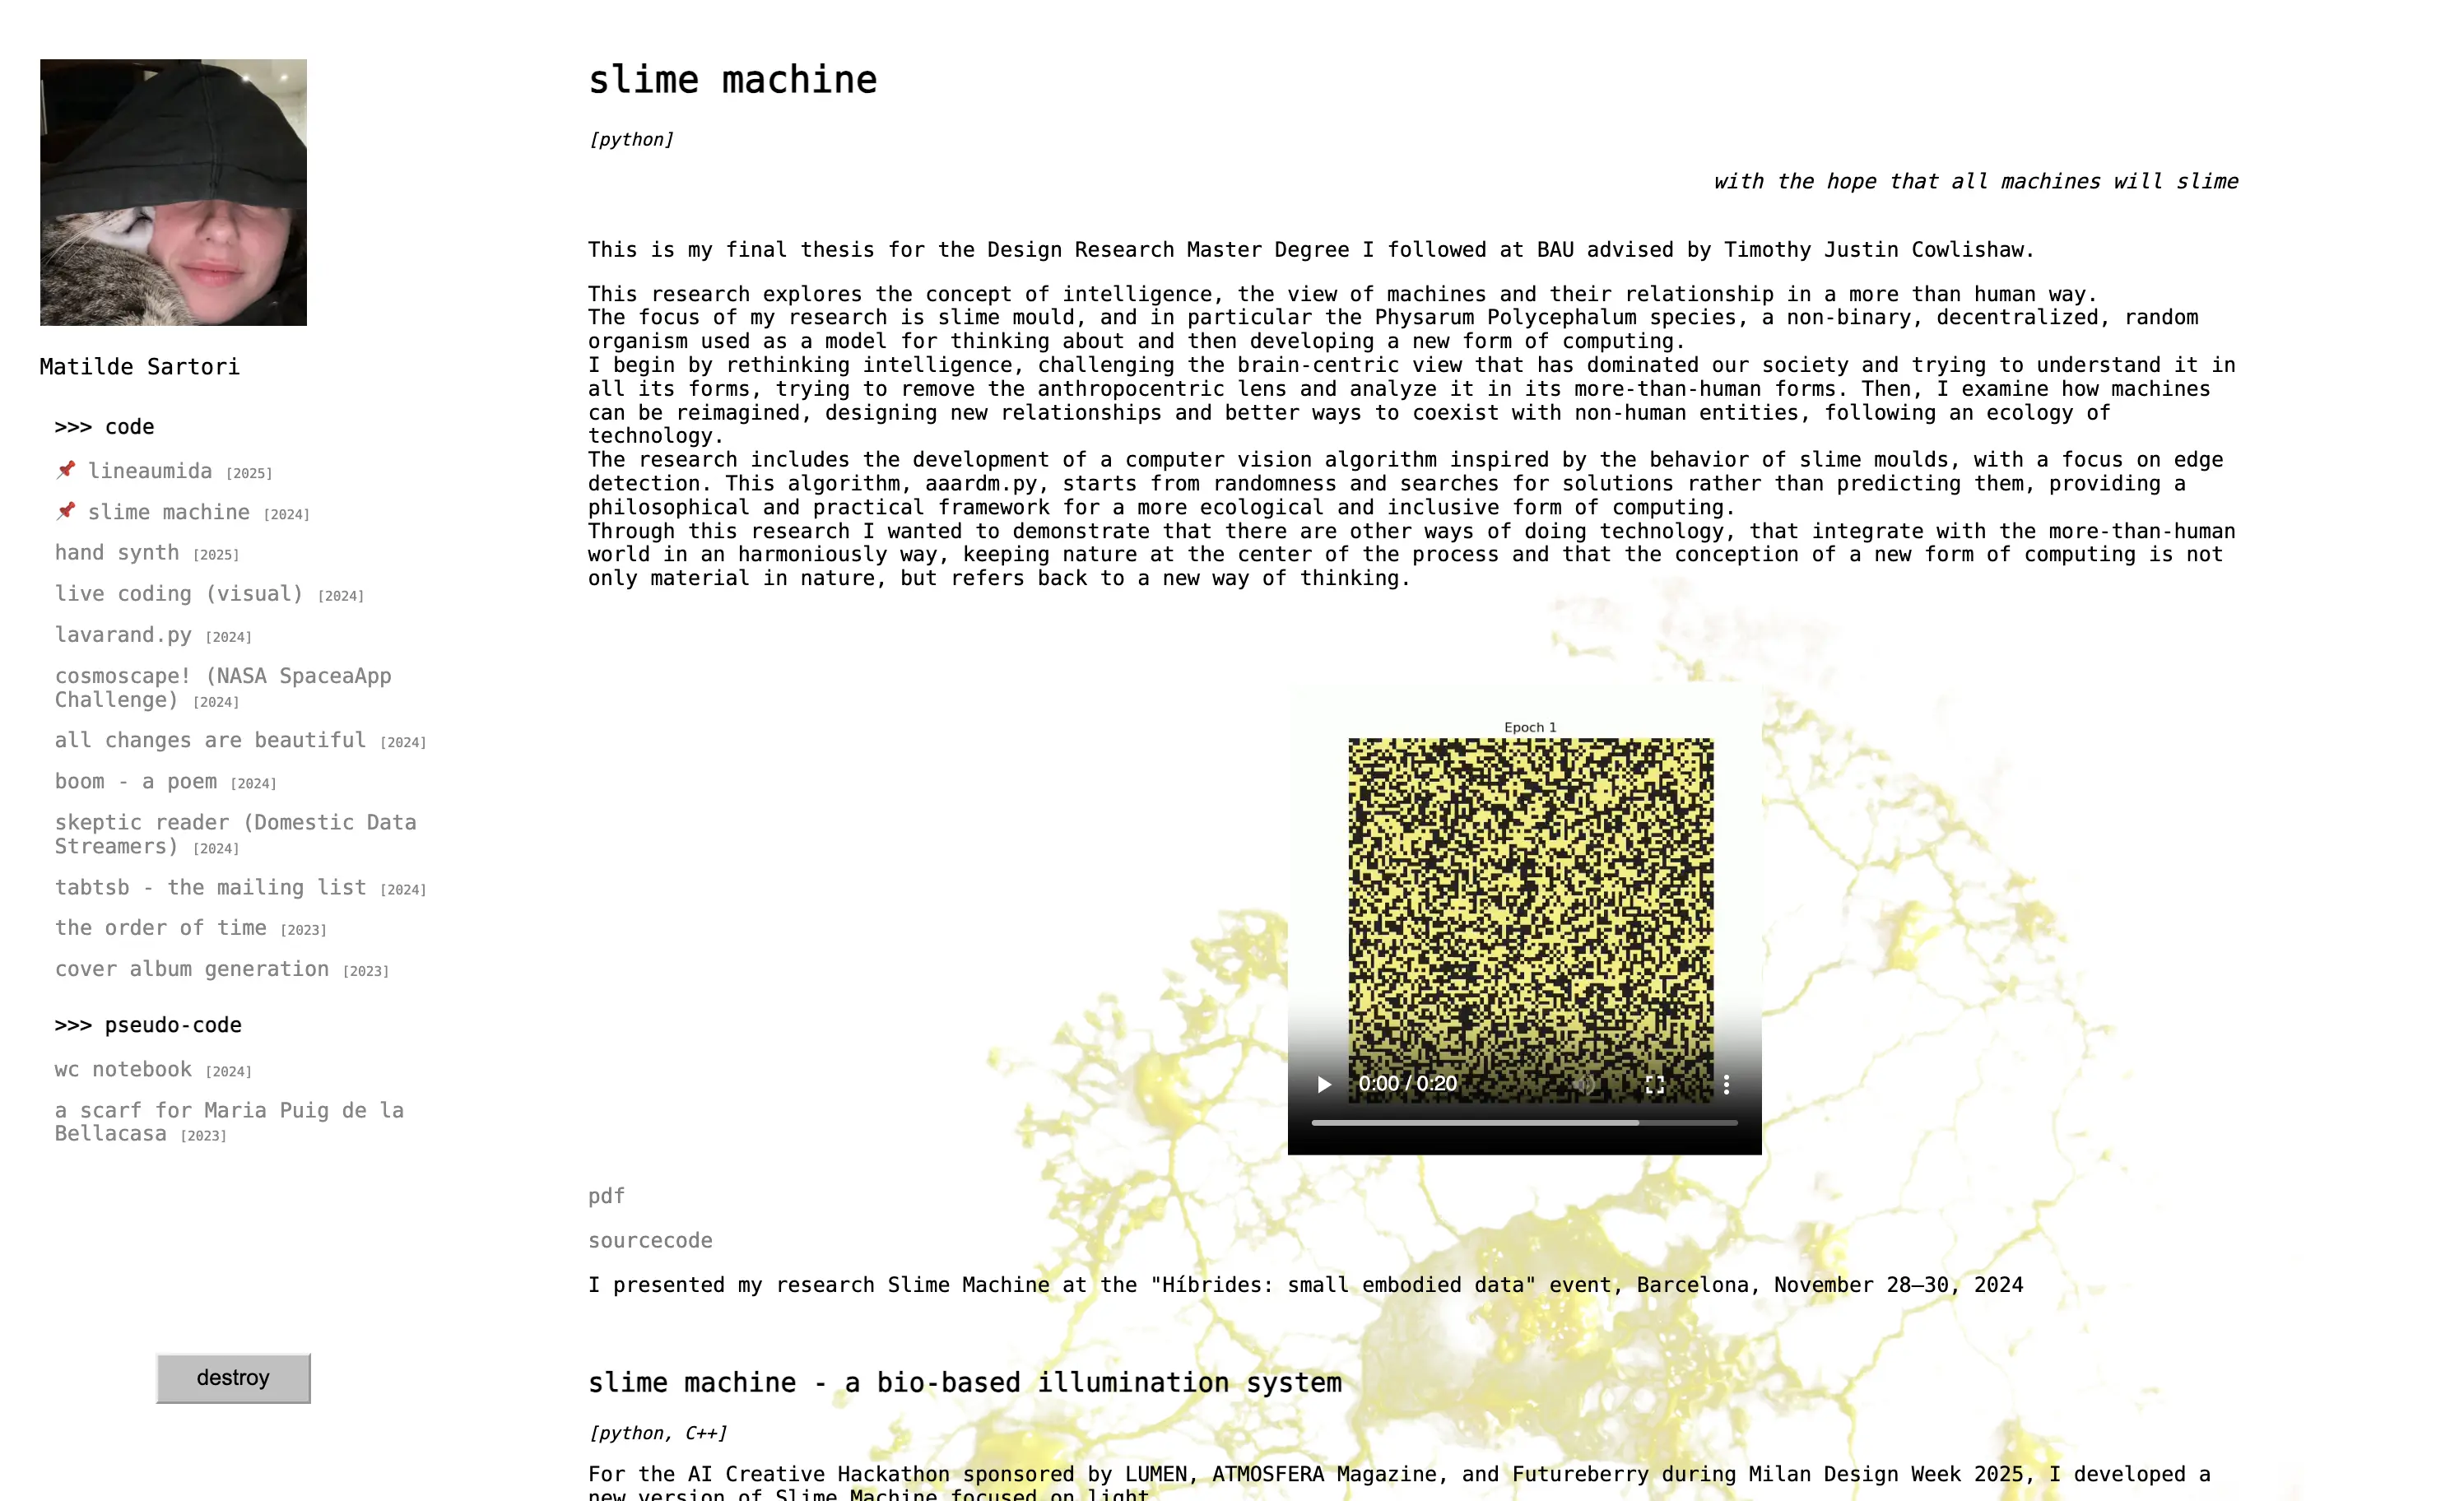 Matilde Sartori
>>> code
📌 lineaumida [2025]
📌 slime machine [2024]
hand synth [2025]
live coding (visual) [2024]
lavarand.py [2024]
cosmoscape! (NASA SpaceaApp
Challenge) [2024]
all changes are beautiful [2024]
boom - a poem [2024]
skeptic reader (Domestic Data
Streamers) [2024]
tabtsb - the mailing list [2024]
the order of time [2023]
cover album generation [2023]
>>> pseudo-code
wc notebook [2024]
a scarf for Maria Puig de la
Bellacasa [2023]
destroy
slime machine
[python]
with the hope that all machines will slime
This is my final thesis for the Design Research Master Degree I followed at BAU advised by Timothy Justin Cowlishaw.
This research explores the concept of intelligence, the view of machines and their relationship in a more than human way.
The focus of my research is slime mould, and in particular the Physarum Polycephalum species, a non-binary, decentralized, random
organism used as a model for thinking about and then developing a new form of computing.
I begin by rethinking intelligence, challenging the brain-centric view that has dominated our society and trying to understand it in
all its forms, trying to remove the anthropocentric lens and analyze it in its more-than-human forms. Then, I examine how machines
can be reimagined, designing new relationships and better ways to coexist with non-human entities, following an ecology of
technology.
The research includes the development of a computer vision algorithm inspired by the behavior of slime moulds, with a focus on edge
detection. This algorithm, aaardm.py, starts from randomness and searches for solutions rather than predicting them, providing a
philosophical and practical framework for a more ecological and inclusive form of computing.
Through this research I wanted to demonstrate that there are other ways of doing technology, that integrate with the more-than-human
world in an harmoniously way, keeping nature at the center of the process and that the conception of a new form of computing is not
only material in nature, but refers back to a new way of thinking.
Epoch 1
0:00 / 0:20
pdf
sourcecode
I presented my research Slime Machine at the "Híbrides: small embodied data" event, Barcelona, November 28–30, 2024
slime machine - a bio-based illumination system
[python, C++]
For the AI Creative Hackathon sponsored by LUMEN, ATMOSFERA Magazine, and Futureberry during Milan Design Week 2025, I developed a
new version of Slime Machine focused on light